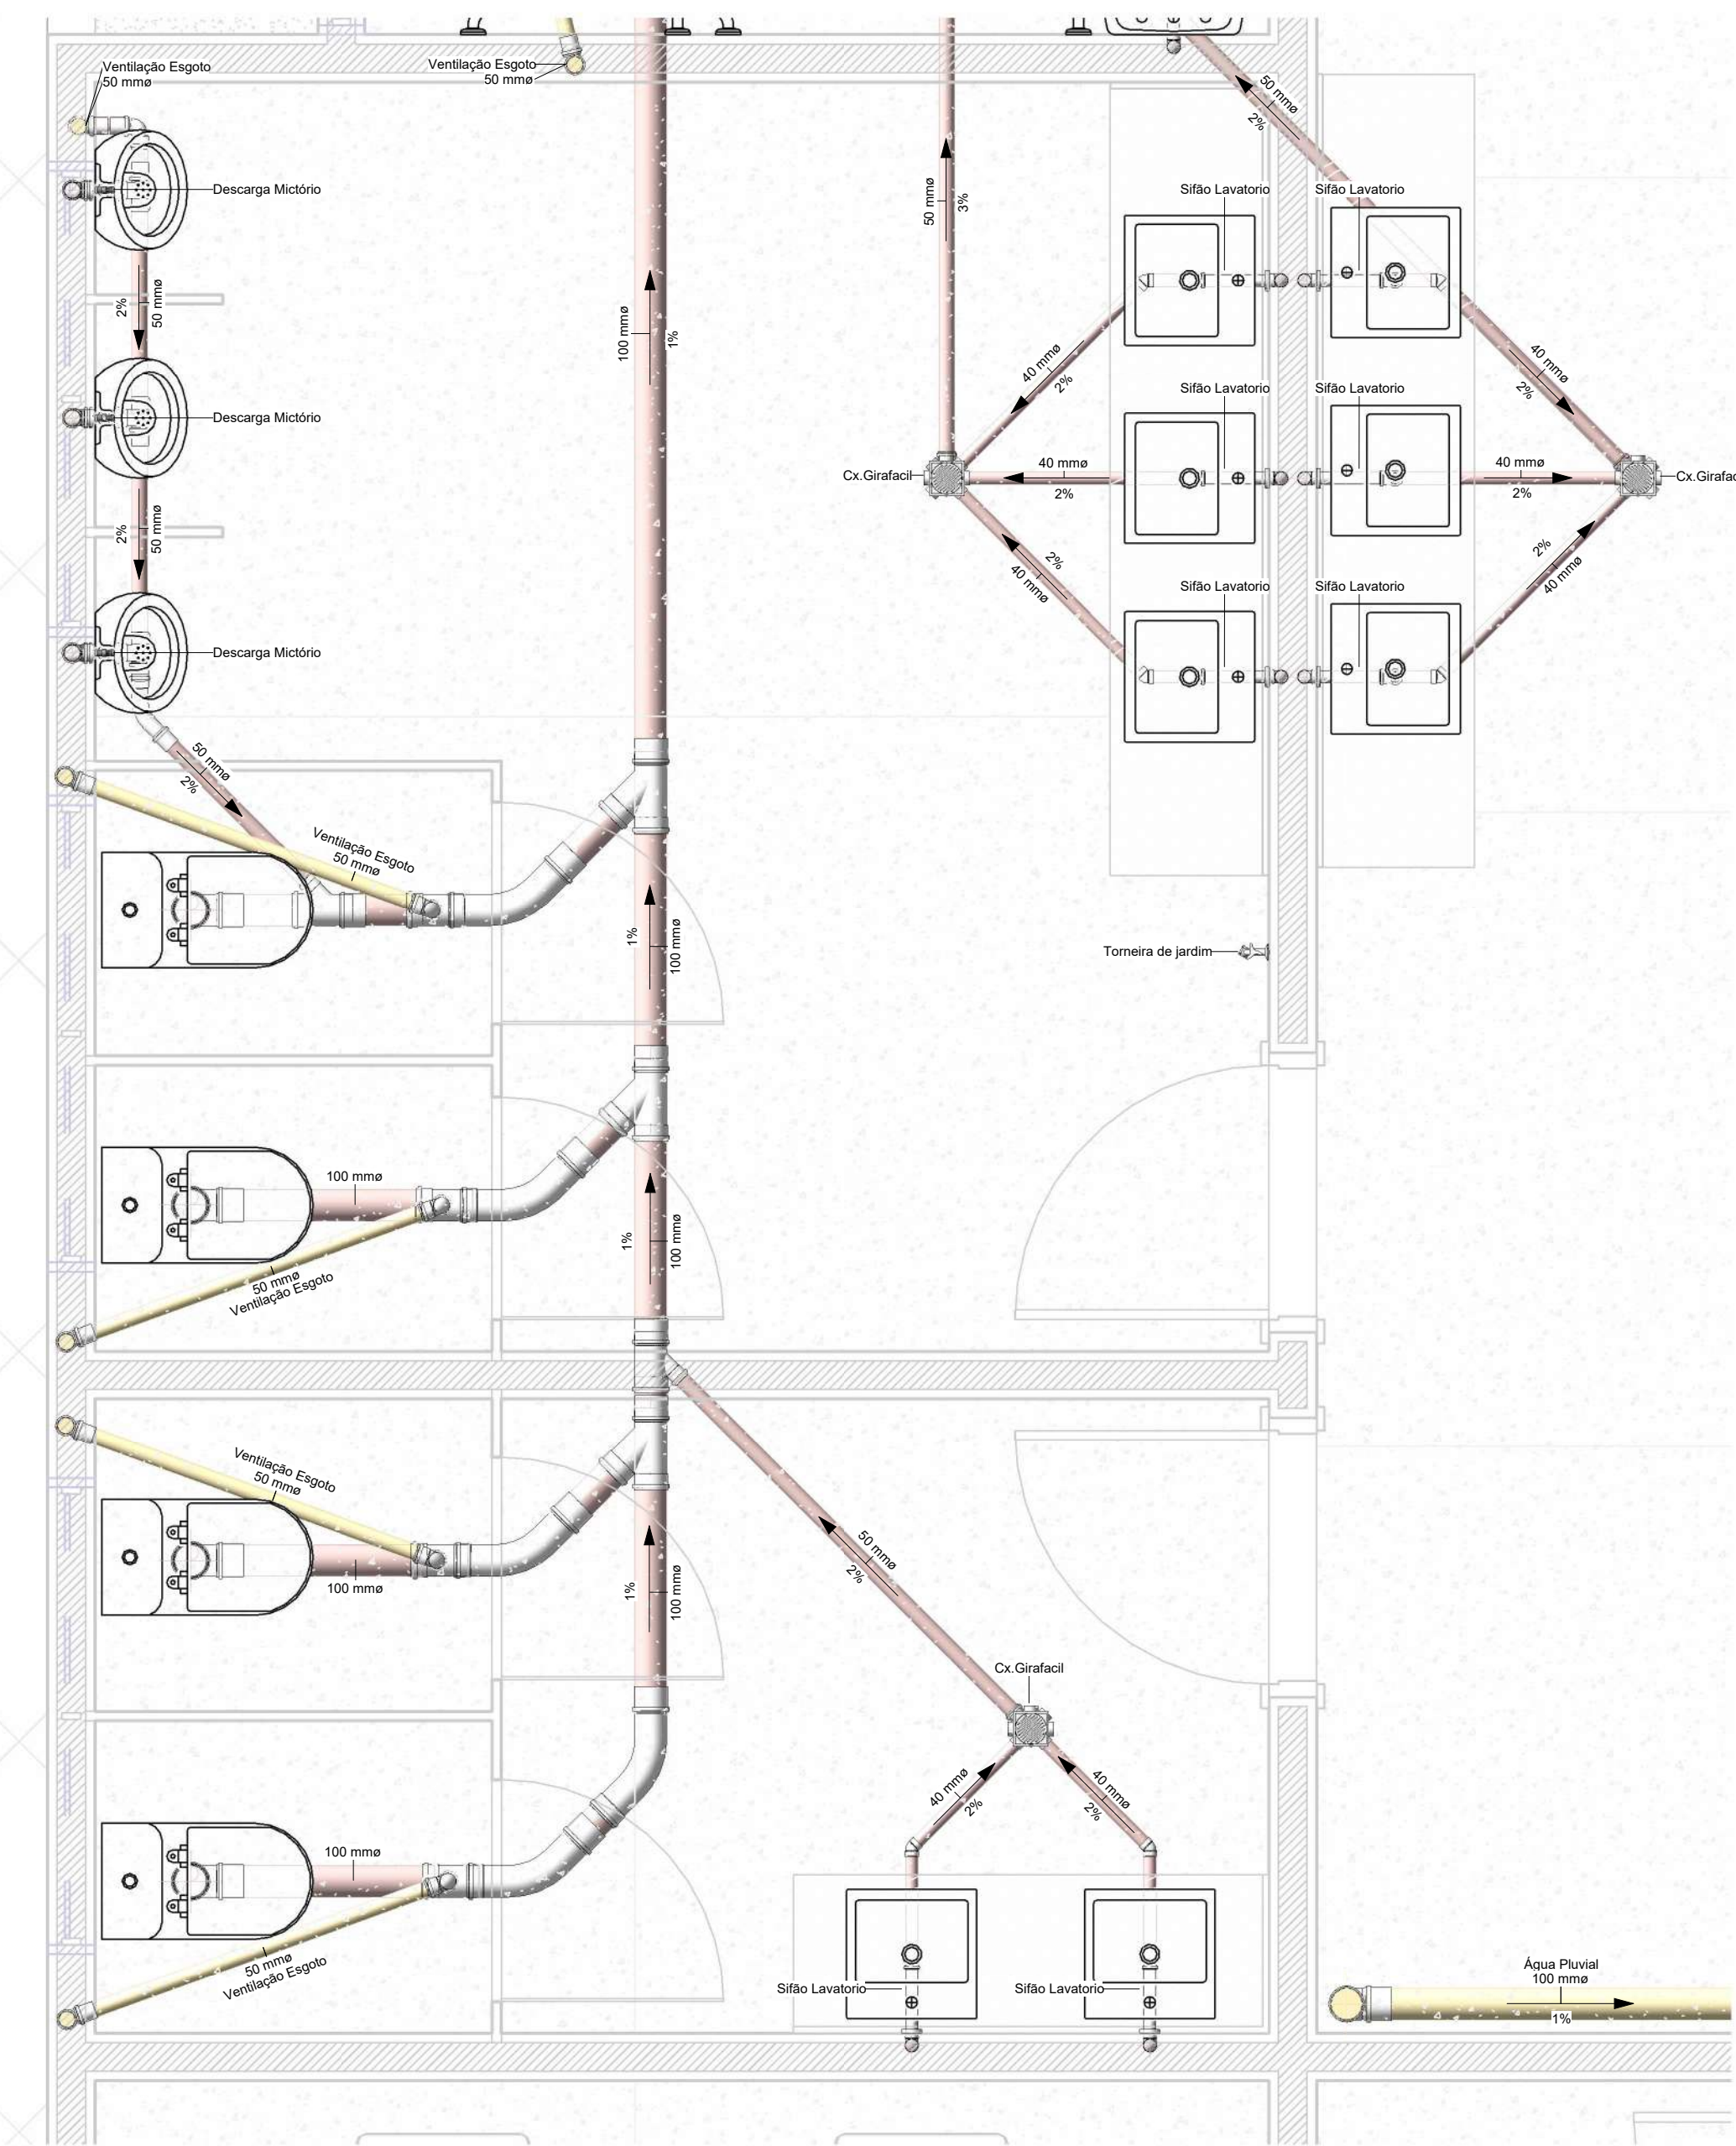 Ventilação Esgoto
50 mmø
Ventilação Esgoto
50 mmø
50 mmø
2%
Descarga Mictório
Sifão Lavatorio
Sifão Lavatorio
50 mmø
3%
2%
50 mmø
100 mmø
1%
40 mmø
2%
40 mmø
2%
Descarga Mictório
Sifão Lavatorio
Sifão Lavatorio
Cx.Girafacil
40 mmø
2%
40 mmø
2%
Cx.Girafac
2%
50 mmø
2%
40 mmø
2%
40 mmø
Sifão Lavatorio
Sifão Lavatorio
Descarga Mictório
50 mmø
2%
Ventilação Esgoto
50 mmø
1%
100 mmø
Torneira de jardim
100 mmø
1%
100 mmø
50 mmø
Ventilação Esgoto
Ventilação Esgoto
50 mmø
100 mmø
1%
100 mmø
50 mmø
2%
Cx.Girafacil
40 mmø
2%
40 mmø
2%
100 mmø
50 mmø
Ventilação Esgoto
Sifão Lavatorio
Sifão Lavatorio
Água Pluvial
100 mmø
1%